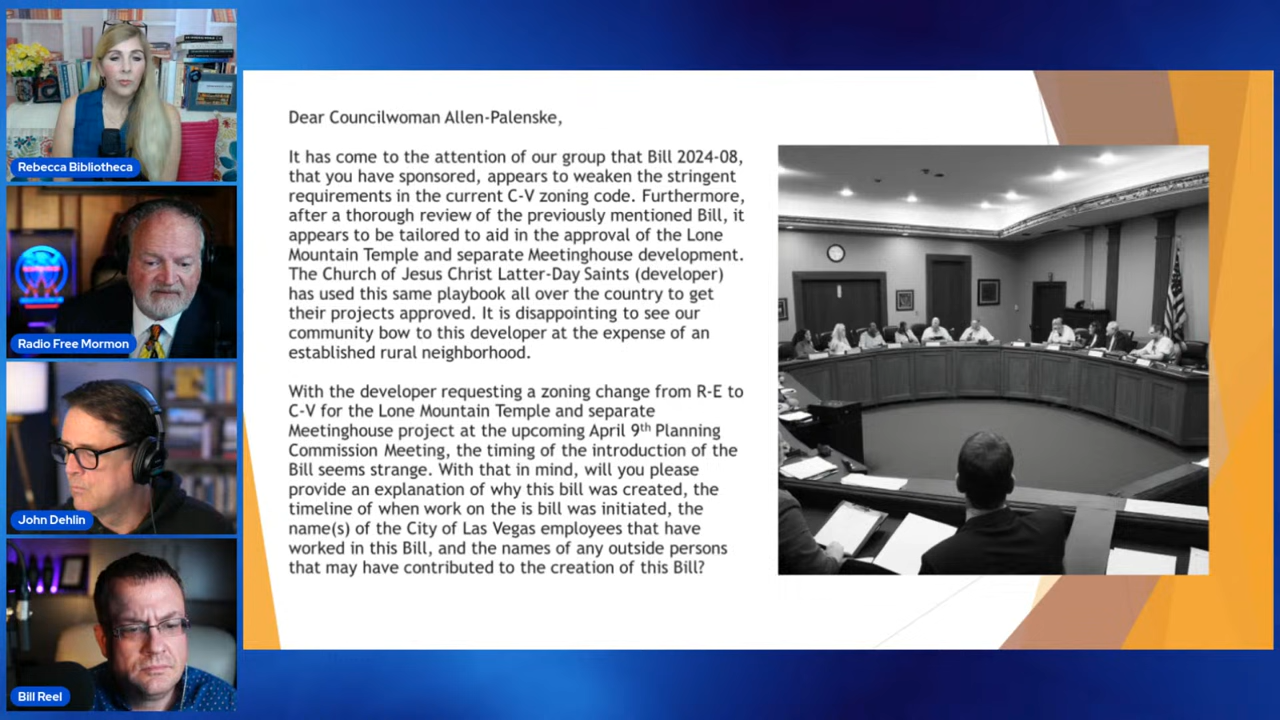 Rebecca Bibliotheca
Radio Free Mormon
John Dehlin
Bill Reel
Dear Councilwoman Allen-Palenske,
It has come to the attention of our group that Bill 2024-08,
that you have sponsored, appears to weaken the stringent
requirements in the current C-V zoning code. Furthermore,
after a thorough review of the previously mentioned Bill, it
appears to be tailored to aid in the approval of the Lone
Mountain Temple and separate Meetinghouse development.
The Church of Jesus Christ Latter-Day Saints (developer)
has used this same playbook all over the country to get
their projects approved. It is disappointing to see our
community bow to this developer at the expense of an
established rural neighborhood.
With the developer requesting a zoning change from R-E to
C-V for the Lone Mountain Temple and separate
Meetinghouse project at the upcoming April 9th Planning
Commission Meeting, the timing of the introduction of the
Bill seems strange. With that in mind, will you please
provide an explanation of why this bill was created, the
timeline of when work on the is bill was initiated, the
name(s) of the City of Las Vegas employees that have
worked in this Bill, and the names of any outside persons
that may have contributed to the creation of this Bill?